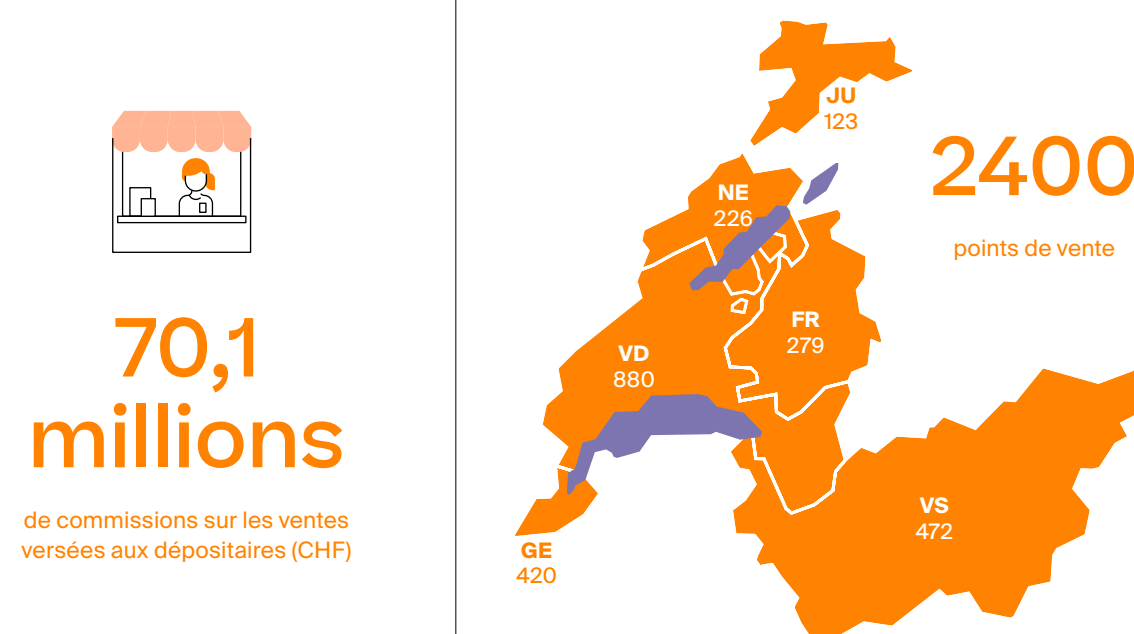 70,1
millions
de commissions sur les ventes
versées aux dépositaires (CHF)
JU
123
2400
points de vente
NE
226
FR
279
VD
880
VS
472
GE
420